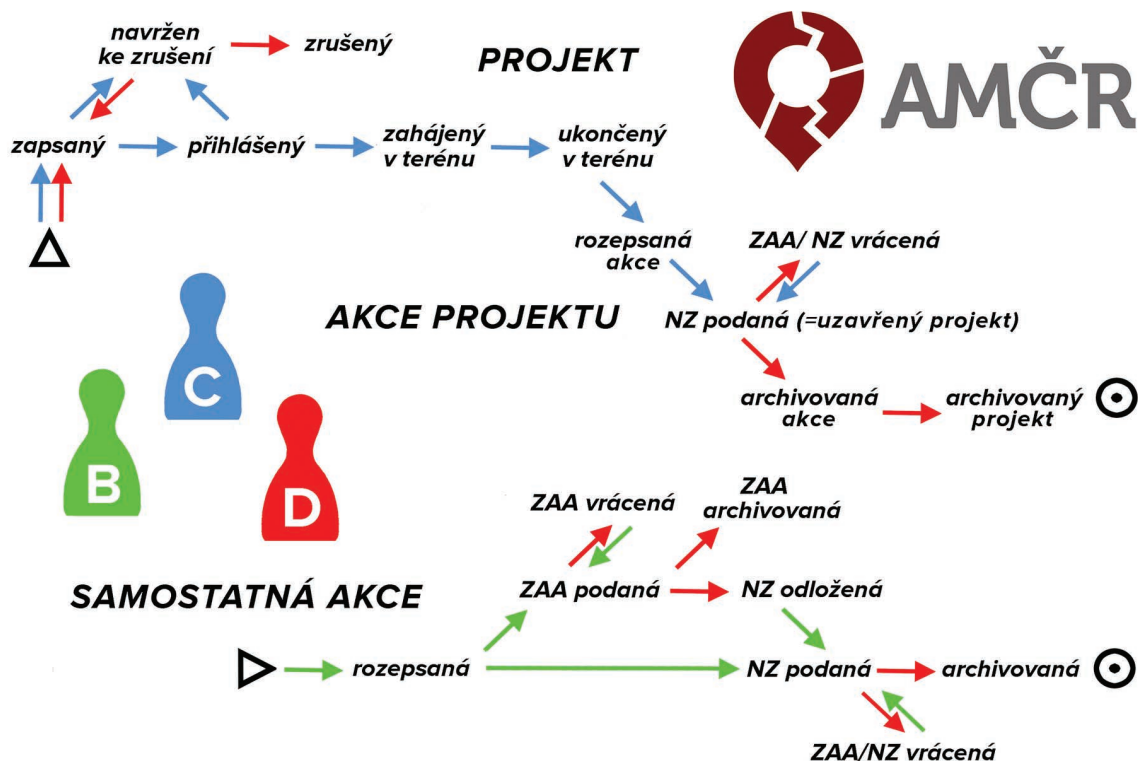 navržen
ke zrušení
zrušený
PROJEKT
AMČR
zapsaný
přihlášený
zahájený
v terénu
ukončený
v terénu
rozepsaná
akce
ZAA/ NZ vrácená
AKCE PROJEKTU
NZ podaná (=uzavřený projekt)
C
B
D
archivovaná
akce
archivovaný
projekt
ZAA vrácená
ZAA
archivovaná
SAMOSTATNÁ AKCE
ZAA podaná
NZ odložená
rozepsaná
NZ podaná
archivovaná
ZAA/NZ vrácená